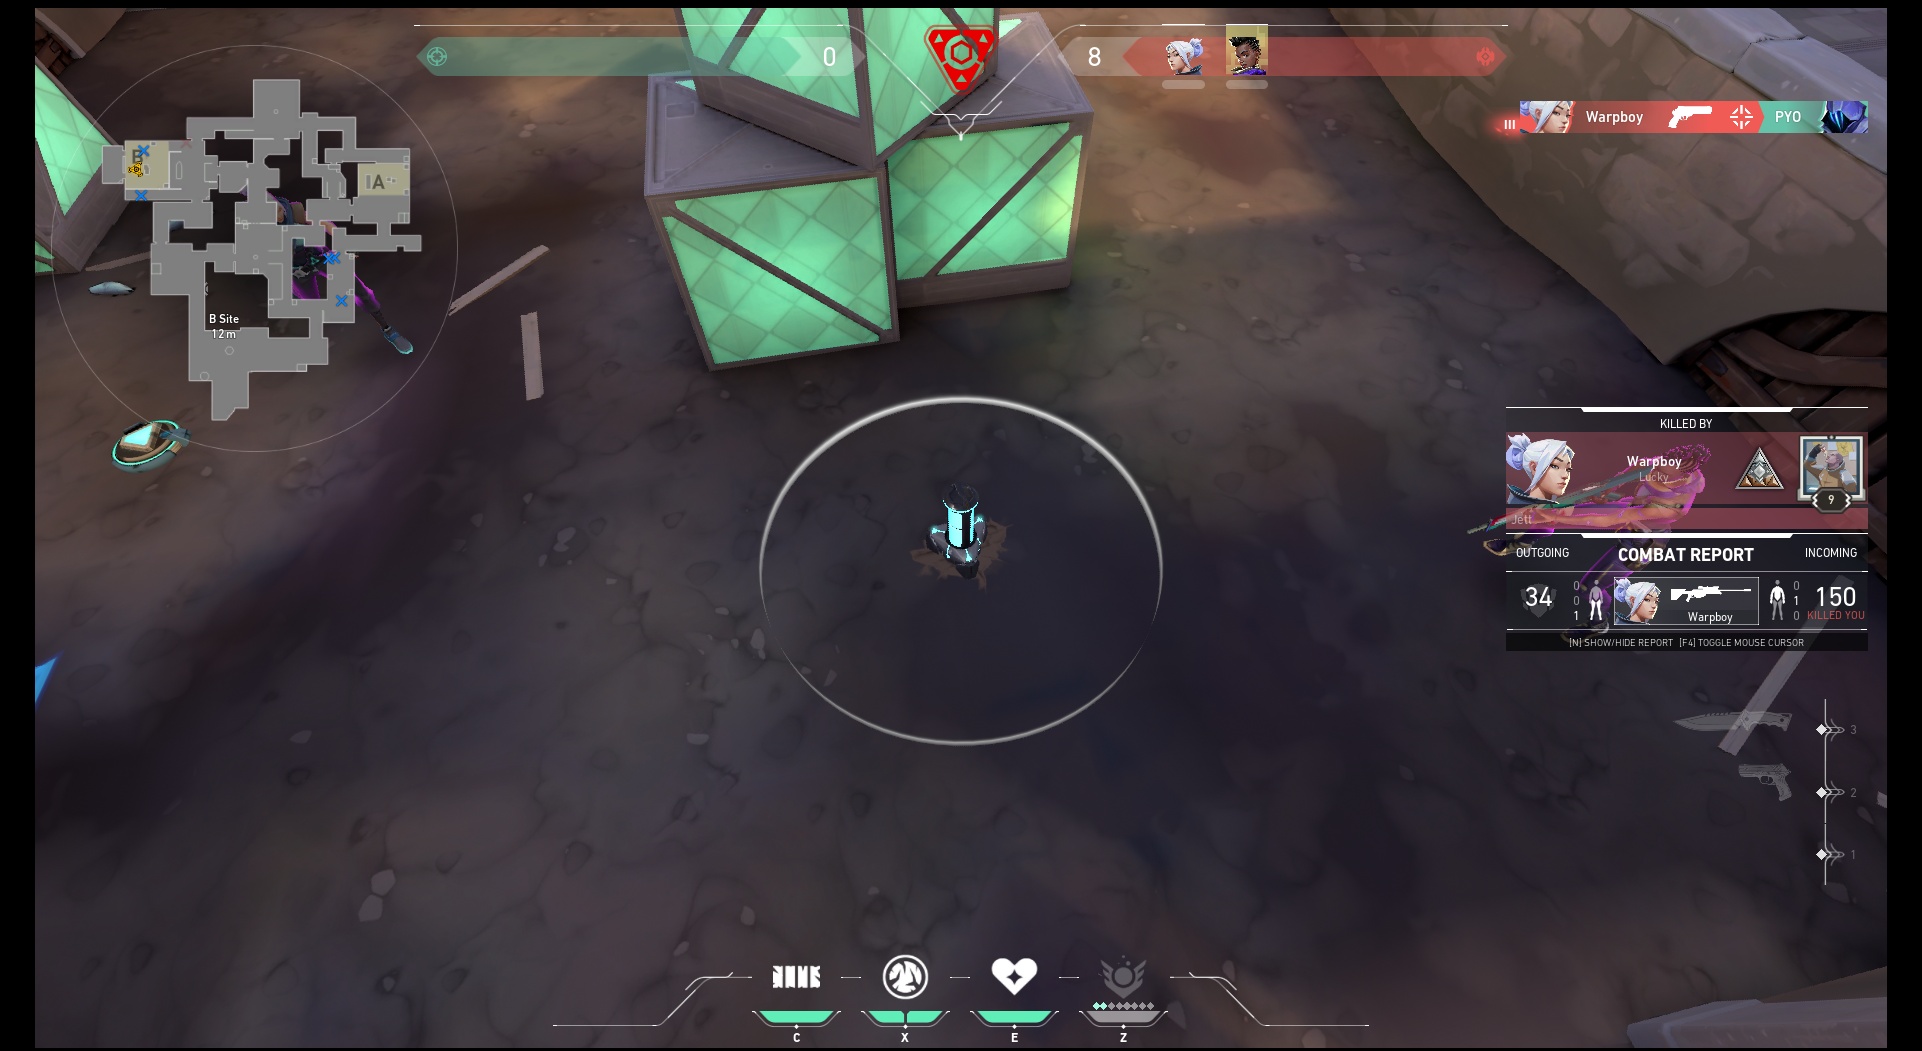 0
8
Warpboy
PYO
B
A
B Site
12 m
KILLED BY
Warpboy
Lucky
9
Jett
OUTGOING
COMBAT REPORT
INCOMING
34
0
0
1
Warpboy
0
1
0
150
KILLED YOU
[N] SHOW/HIDE REPORT [F4] TOGGLE MOUSE CURSOR
3
2
1
C
X
E
Z